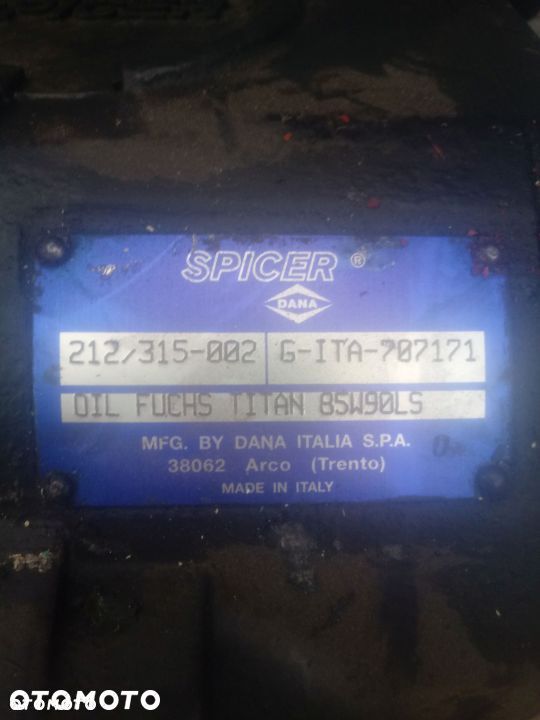 SPICER ®
DANA
212/315-002 G-ITA-707171
OIL FUCHS TITAN 85W90LS
MFG. BY DANA ITALIA S.P.A.
38062 Arco (Trento)
MADE IN ITALY
OTOMOTO
OTOMOTO